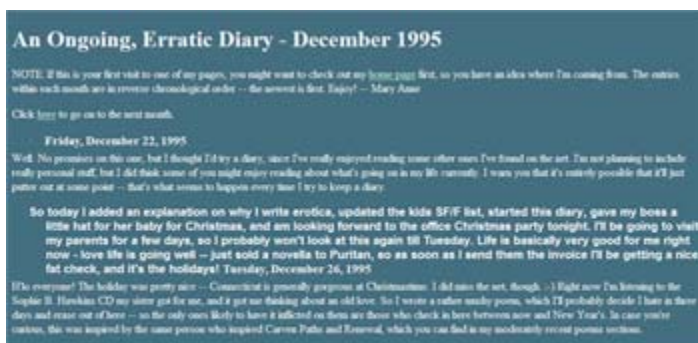 An Ongoing, Erratic Diary - December 1995
NOTE: If this is your first visit to one of my pages, you might want to check out my home page first, so you have an idea where I'm coming from. The entries
within each month are in reverse chronological order -- the newest is first. Enjoy! -- Mary Anne
Click here to go on to the next month.
Friday, December 22, 1995
Well. No promises on this one, but I thought I'd try a diary, since I've really enjoyed reading some other ones I've found on the net. I'm not planning to include
really personal stuff, but I did think some of you might enjoy reading about what's going on in my life currently. I warn you that it's entirely possible that it'll just
putter out at some point -- that's what seems to happen every time I try to keep a diary.
So today I added an explanation on why I write erotica, updated the kids SF/F list, started this diary, gave my boss a
little hat for her baby for Christmas, and am looking forward to the office Christmas party tonight. I'll be going to visit
my parents for a few days, so I probably won't look at this again till Tuesday. Life is basically very good for me right
now - love life is going well -- just sold a novella to Puritan, so as soon as I send them the invoice I'll be getting a nice
fat check, and it's the holidays! Tuesday, December 26, 1995
everyone! The holiday was pretty nice -- Connecticut is generally gorgeous at Christmastime. I did miss the net, though. :-) Right now I'm listening to the
Sophie B. Hawkins CD my sister got for me, and it got me thinking about an old love. So I wrote a rather mushy poem, which I'll probably decide I hate in three
days and erase out of here -- so the only ones likely to have it inflicted on them are those who check in here between now and New Year's. In case you're
curious, this was inspired by the same person who inspired Carven Paths and Renewal, which you can find in my moderately recent poems section.